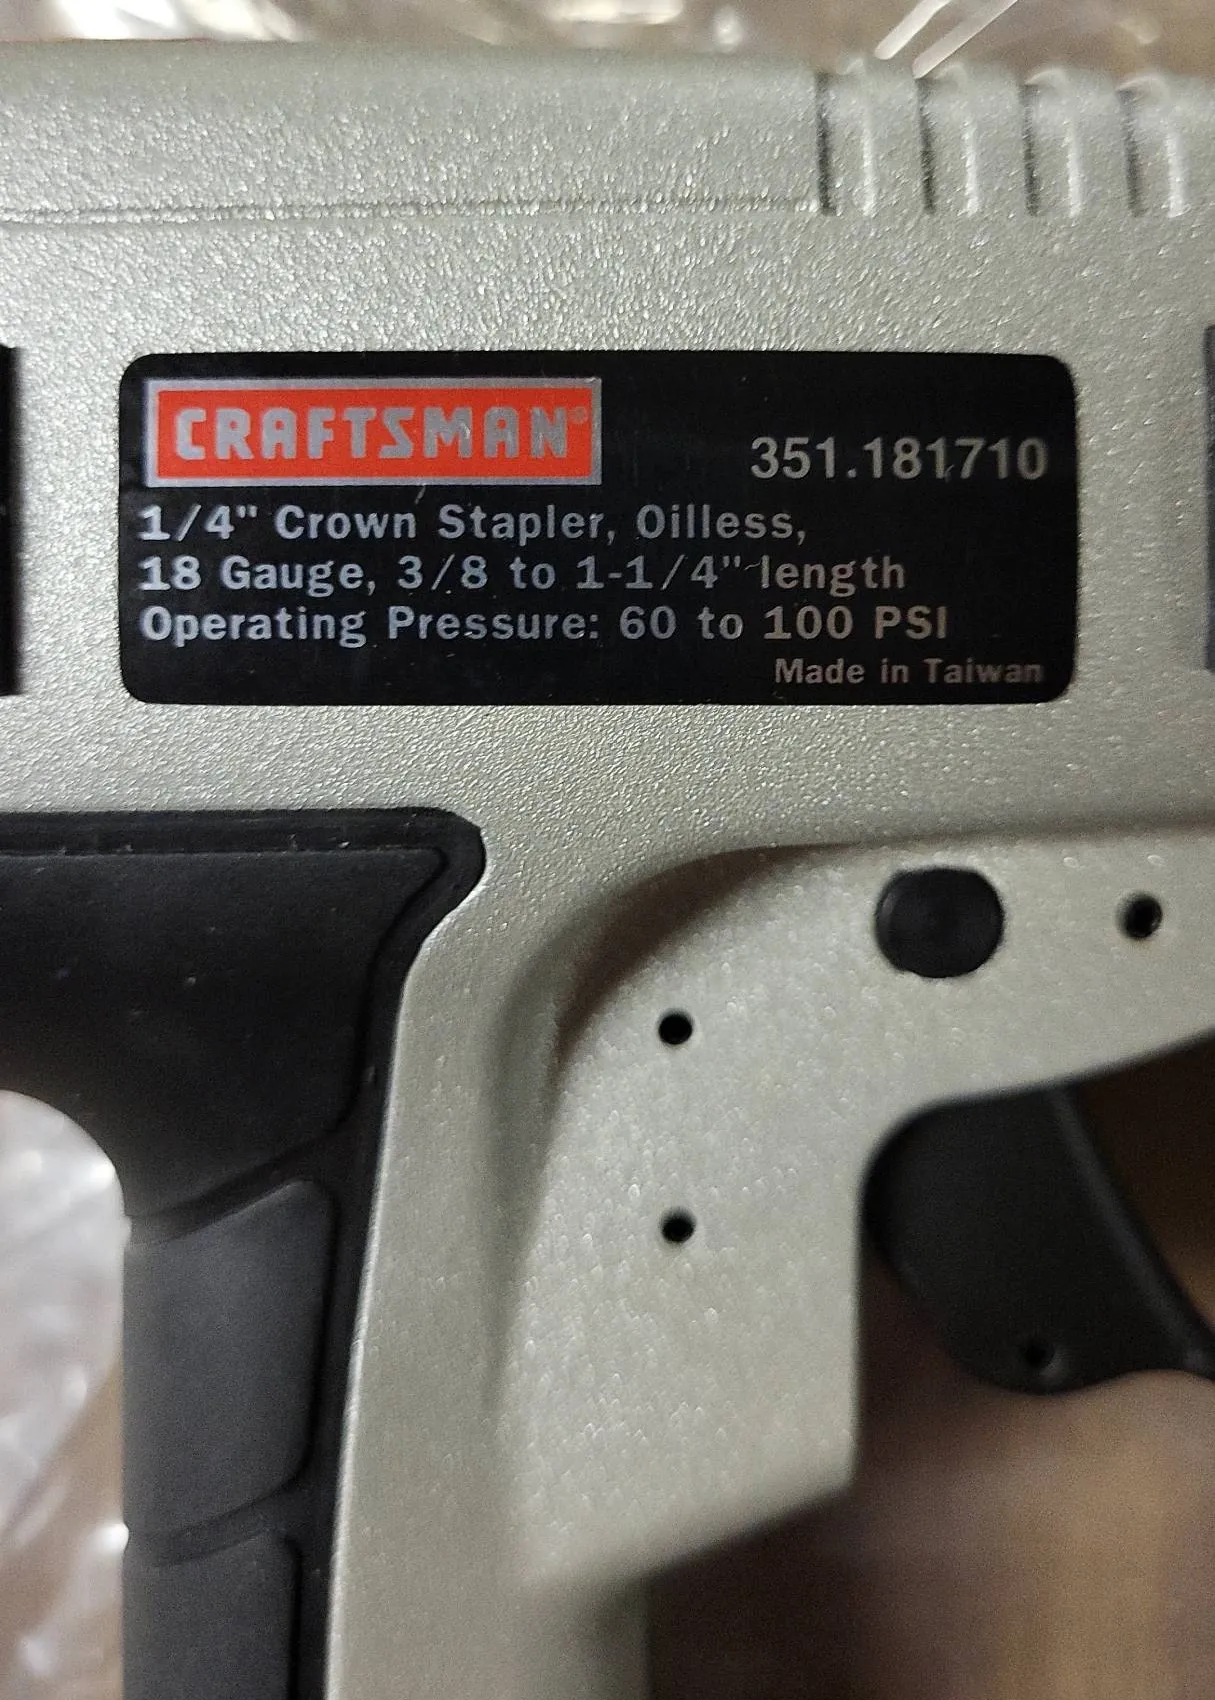 CRAFTSMAN®
351.181710
1/4" Crown Stapler, Oilless,
18 Gauge, 3/8 to 1-1/4" length
Operating Pressure: 60 to 100 PSI
Made in Taiwan